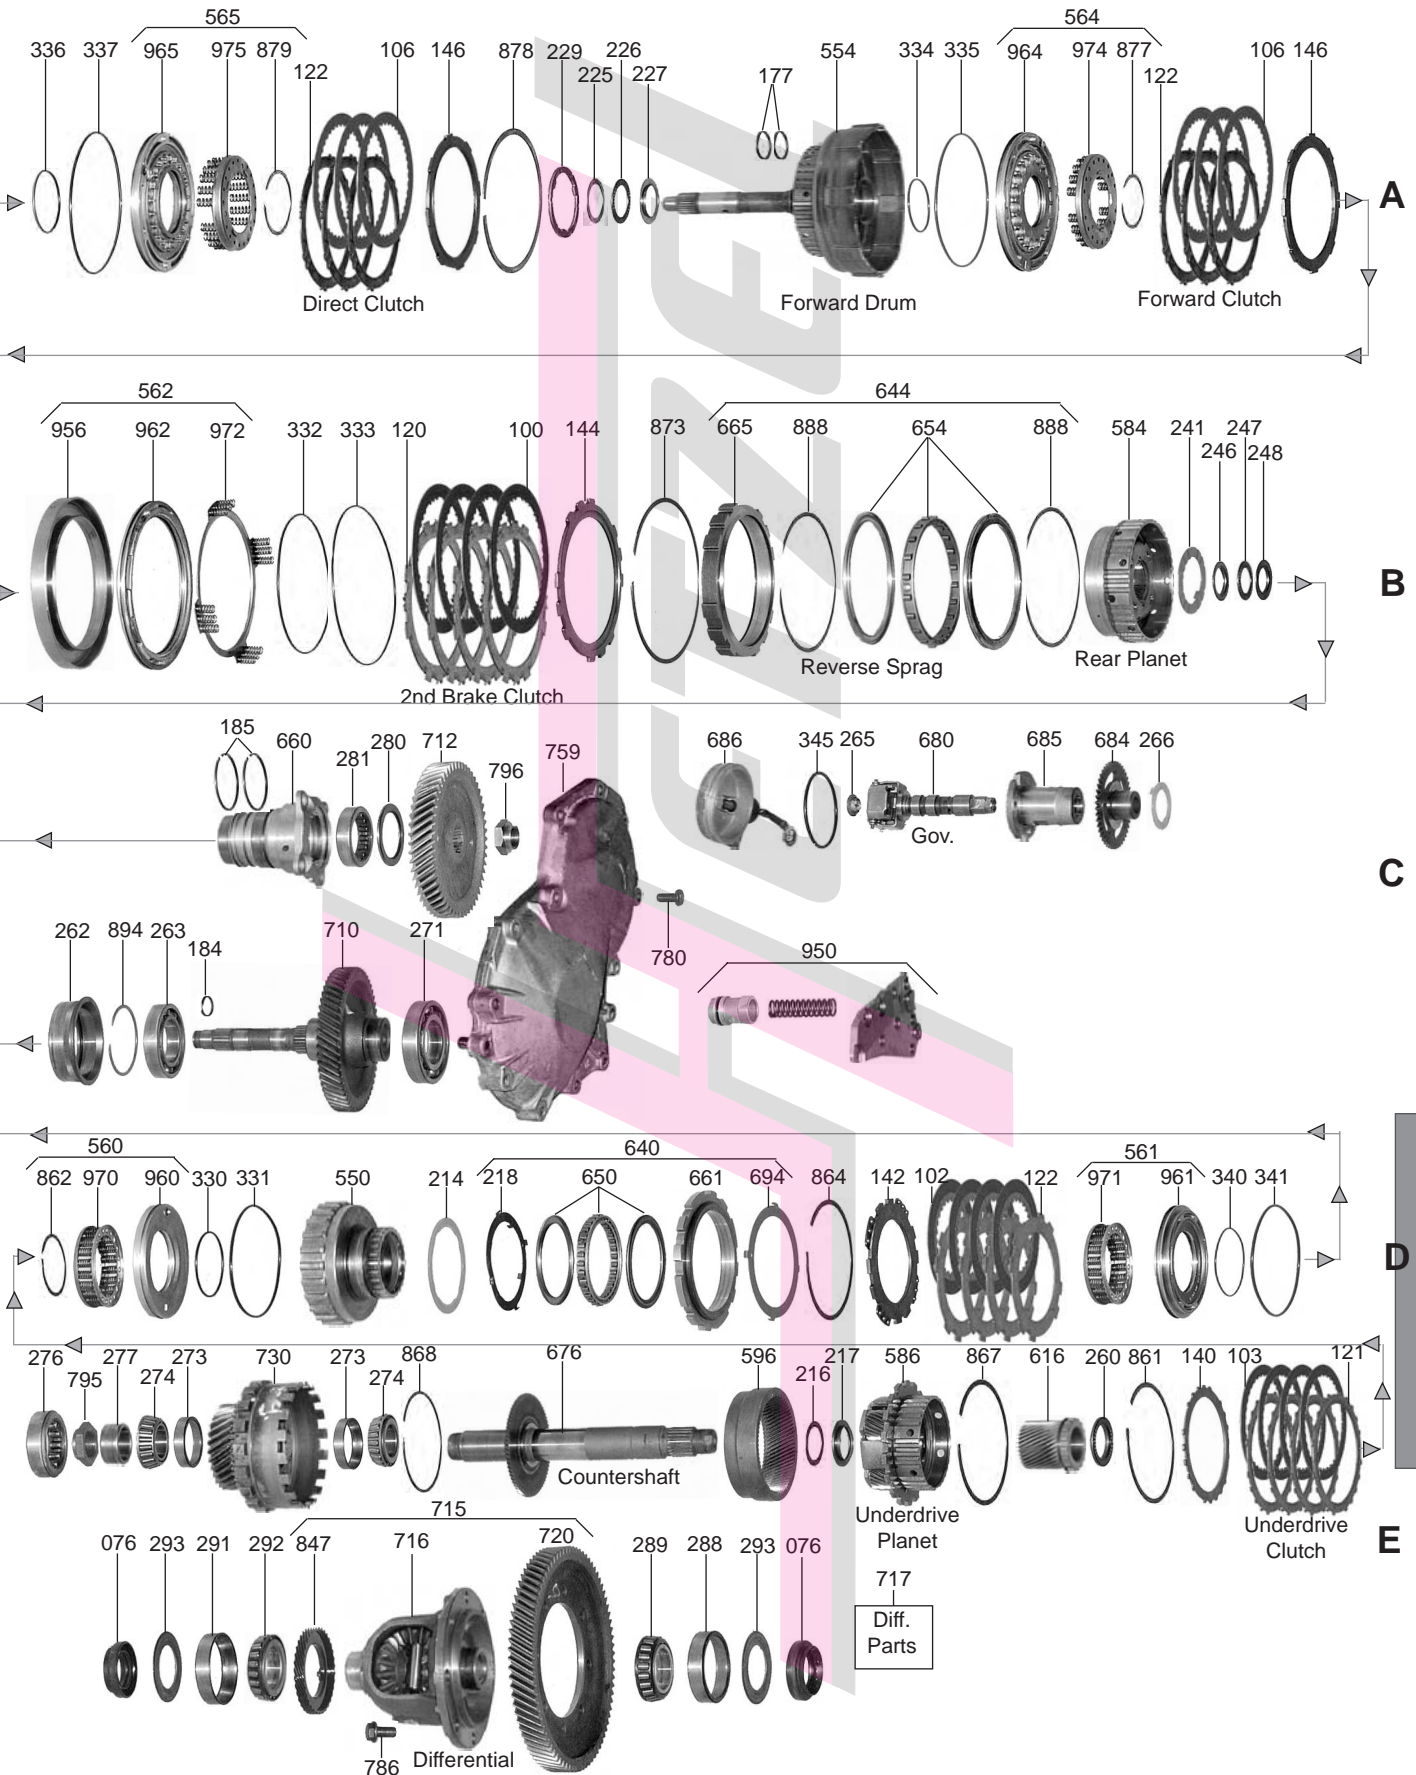 565
564
336 337 965 975 879 106 146 878 229 226 554 334 335 964 974 877 106 146
122 225 227 177 122
A
Direct Clutch
Forward Drum
Forward Clutch
562
644
956 962 972 332 333 120 100 144 873 665 888 654 888 584 241 247
246 248
B
Reverse Sprag
Rear Planet
2nd Brake Clutch
185 660 281 280 712 796 759 686 345 265 680 685 684 266
Gov.
C
262 894 263 184 710 271 780 950
560
640
561
862 970 960 330 331 550 214 218 650 661 694 864 142 102 122 971 961 340 341
D
276 795 277 274 273 730 273 274 868 676 596 216 217 586 867 616 260 861 140 103 121
Countershaft
Underdrive
Planet
Underdrive
Clutch
E
715
076 293 291 292 847 716 720 289 288 293 076
717
Diff.
Parts
786
Differential
HERZEL